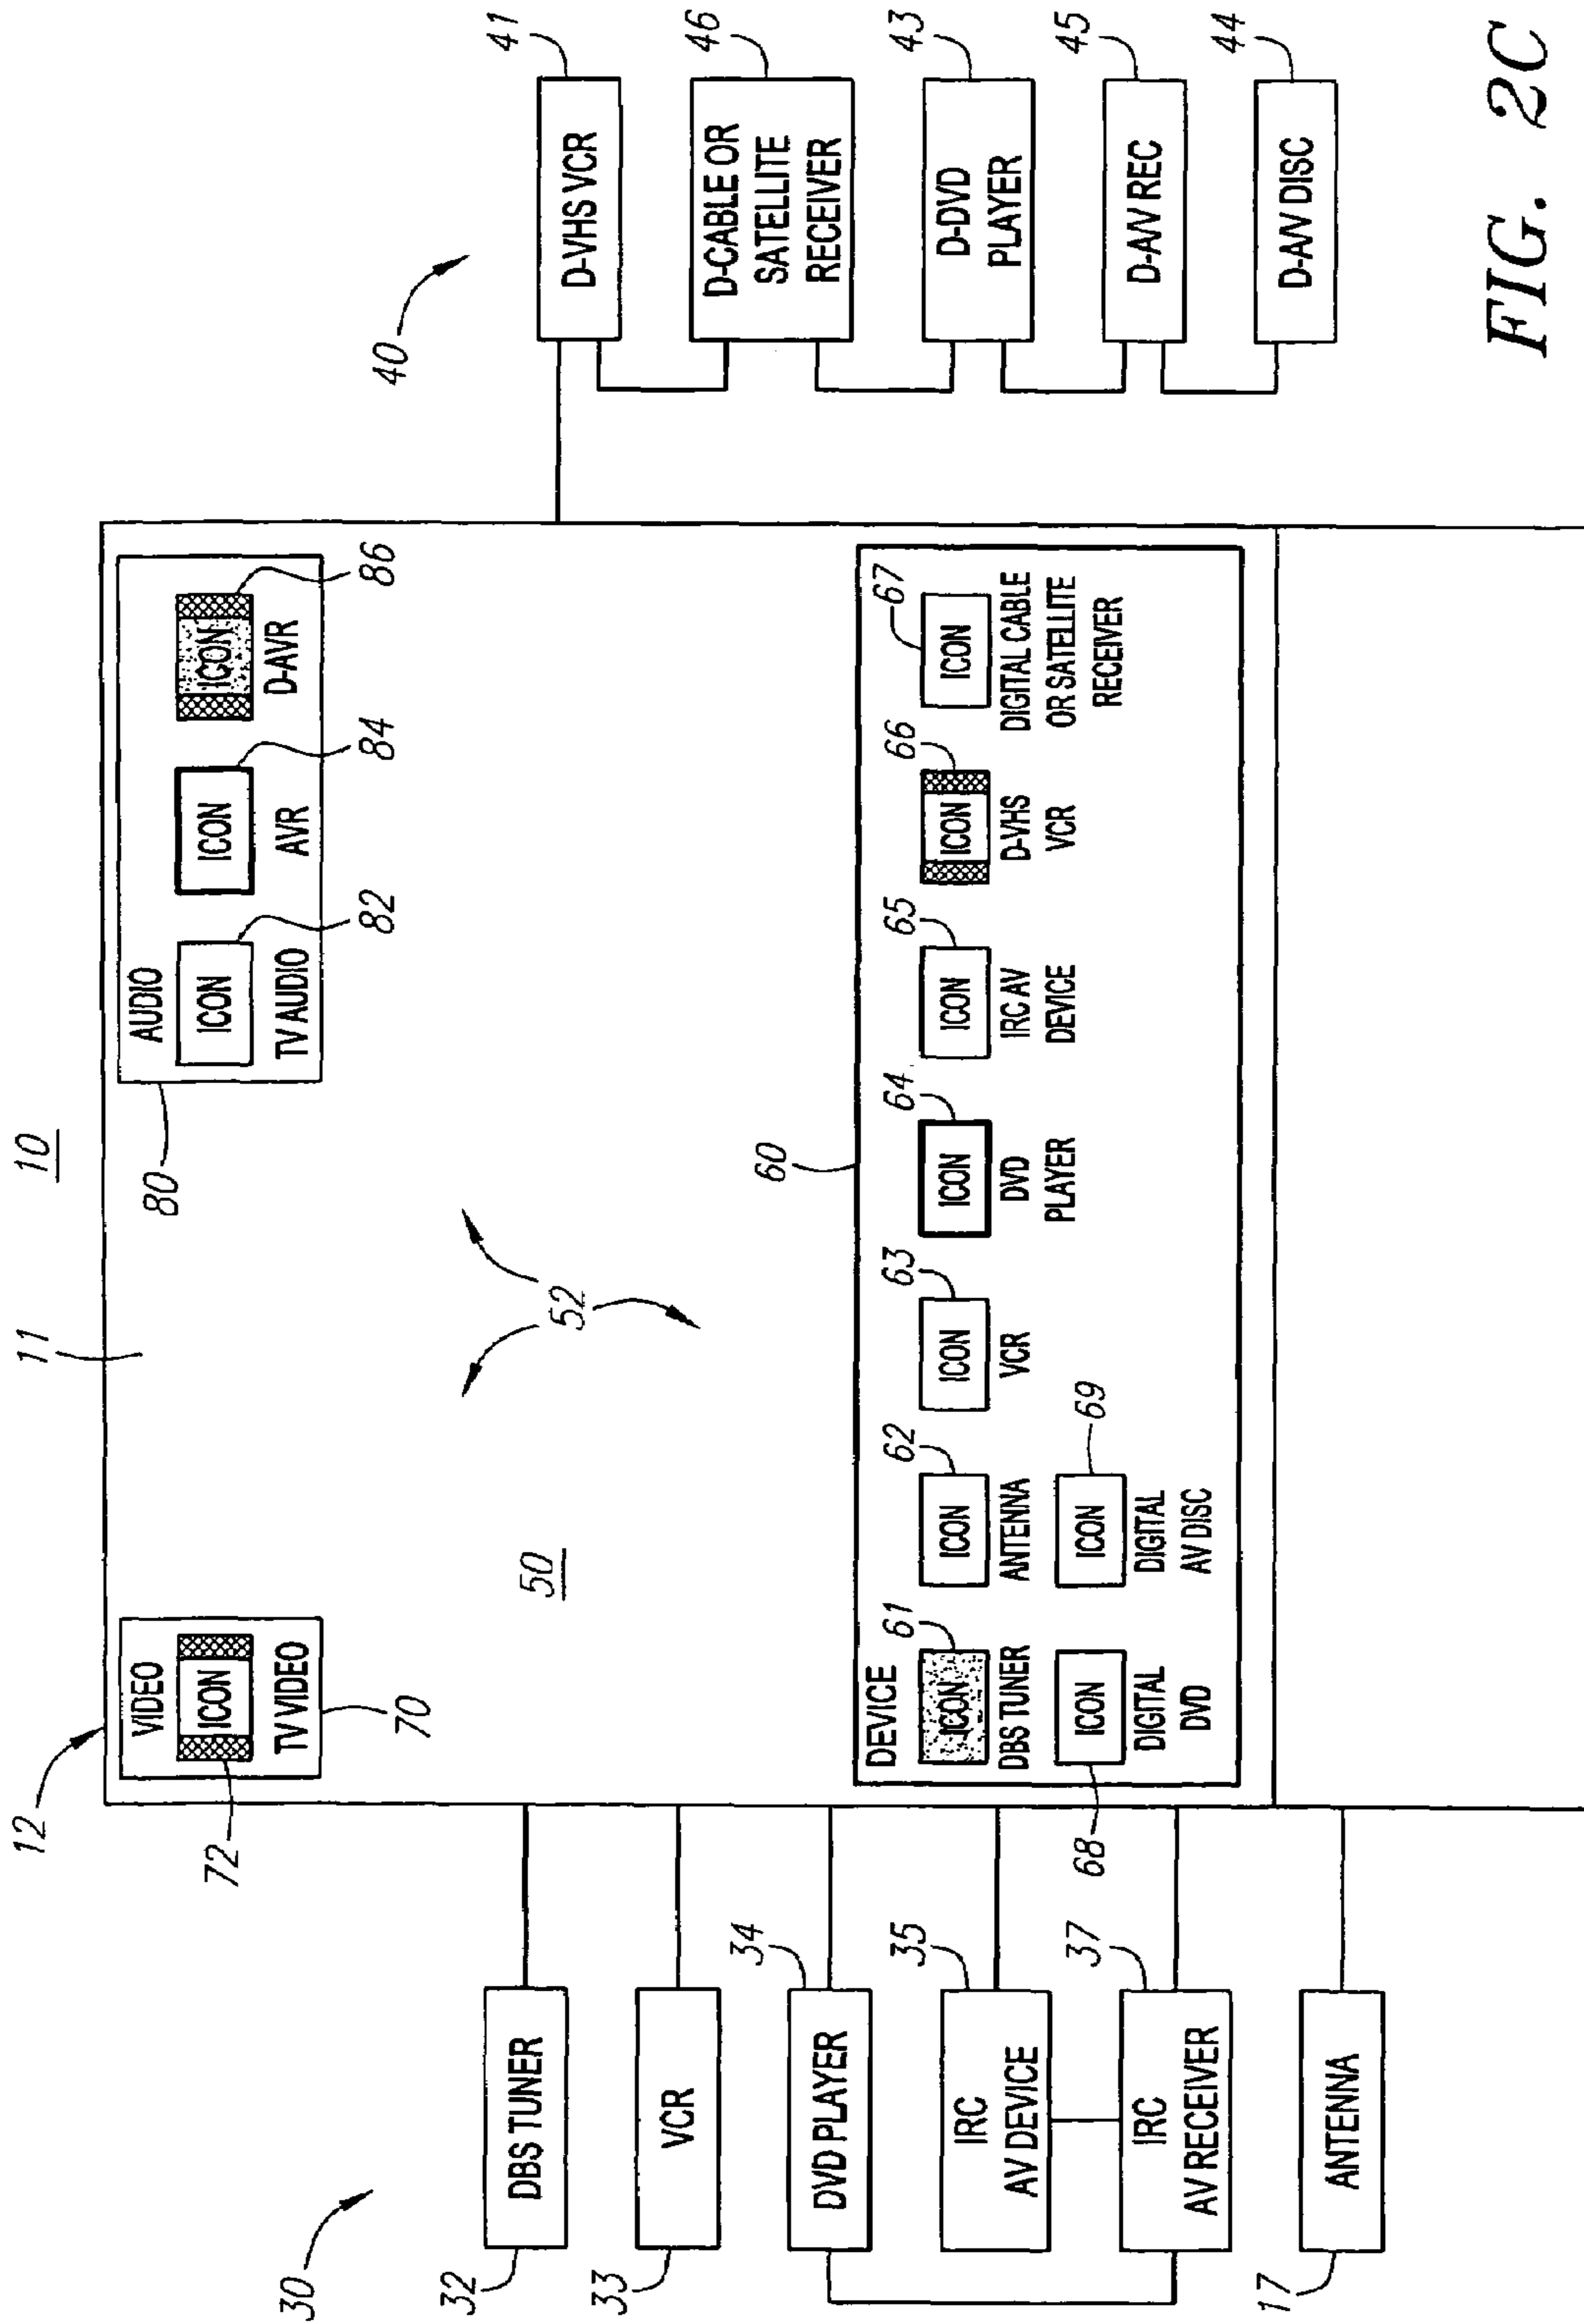 10
11
12
VIDEO
ICON
TV VIDEO
72
70
80
AUDIO
ICON
TV AUDIO
82
ICON
AVR
84
ICON
D-AVR
86
50
52
60
DEVICE
ICON
DBS TUNER
61
ICON
ANTENNA
62
ICON
VCR
63
ICON
DVD
PLAYER
64
ICON
IRC AV
DEVICE
65
ICON
D-VHS
VCR
66
ICON
DIGITAL CABLE
OR SATELLITE
RECEIVER
67
ICON
DIGITAL
DVD
68
ICON
DIGITAL
AV DISC
69
30
32
DBS TUNER
33
VCR
34
DVD PLAYER
35
IRC
AV DEVICE
37
IRC
AV RECEIVER
17
ANTENNA
40
41
D-VHS VCR
46
D-CABLE OR
SATELLITE
RECEIVER
43
D-DVD
PLAYER
45
D-A/V REC
44
D-A/V DISC
FIG. 2C